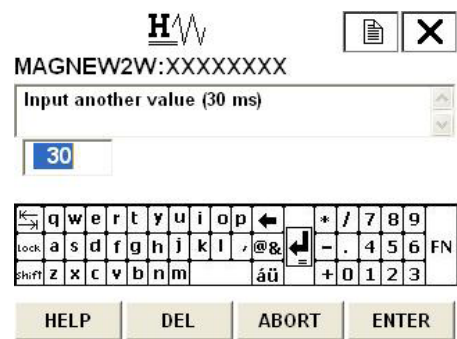 H
MAGNEW2W:XXXXXXXX
Input another value (30 ms)
30
q w e r t y u i o p * / 7 8 9
Lock a s d f g h j k l , @& - . 4 5 6 FN
shift z x c v b n m áü = + 0 1 2 3
HELP DEL ABORT ENTER